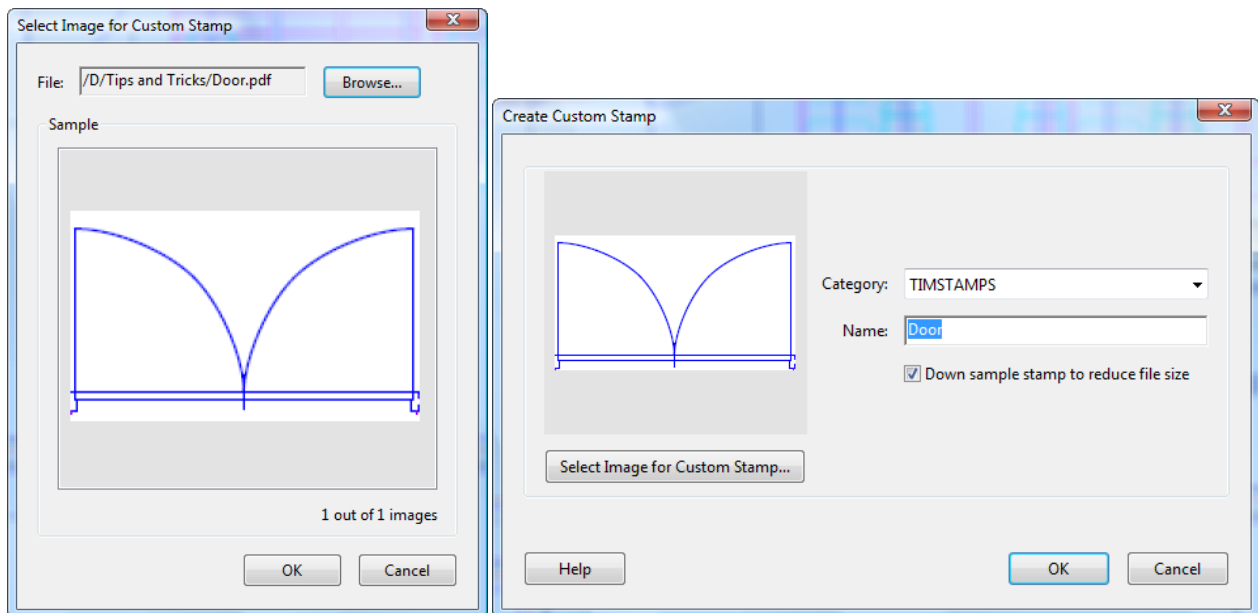 Select Image for Custom Stamp
File: /D/Tips and Tricks/Door.pdf Browse...
Sample
1 out of 1 images
OK Cancel
Create Custom Stamp
Category: TIMSTAMPS
Name: Door
Down sample stamp to reduce file size
Select Image for Custom Stamp...
Help OK Cancel